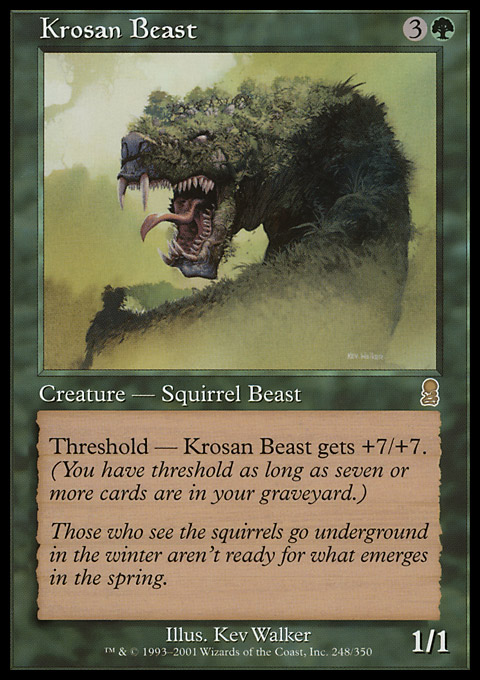 Krosan Beast 3
Kev Walker
Creature — Squirrel Beast
Threshold — Krosan Beast gets +7/+7.
(You have threshold as long as seven or
more cards are in your graveyard.)
Those who see the squirrels go underground
in the winter aren't ready for what emerges
in the spring.
Illus. Kev Walker
™ & © 1993–2001 Wizards of the Coast, Inc. 248/350
1/1